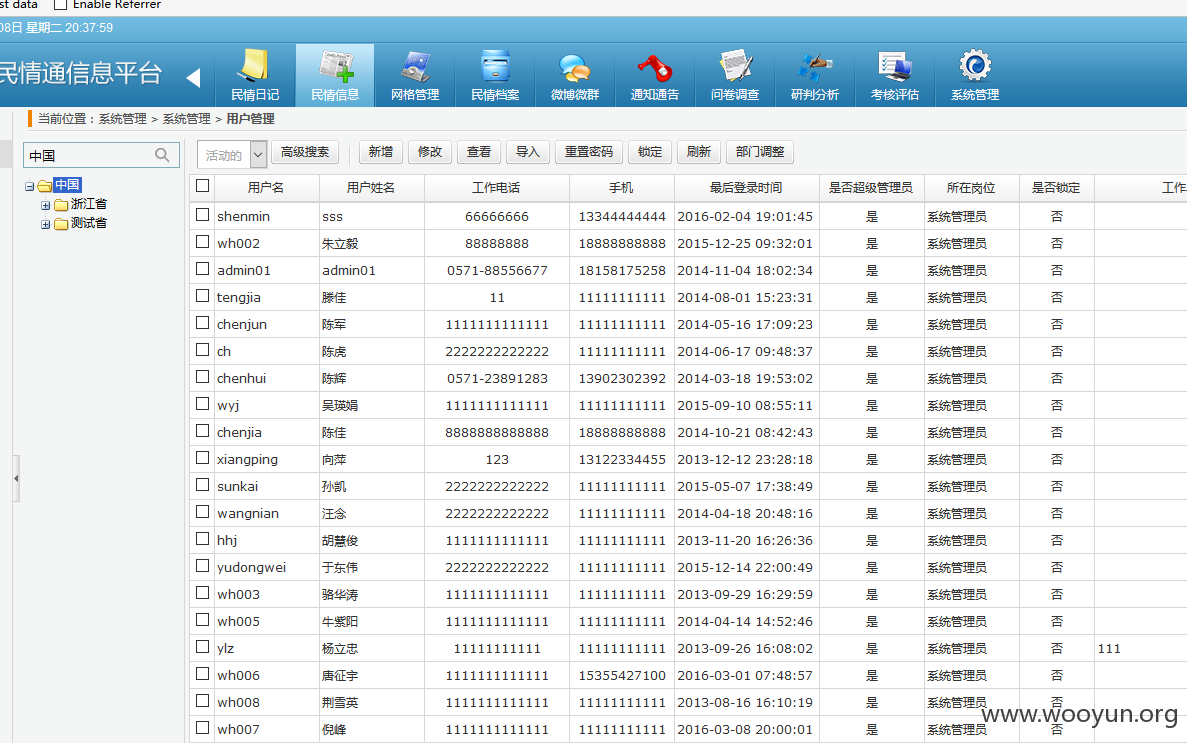 st data Enable Referrer
08日 星期二 20:37:59
民情通信息平台
民情日记 民情信息 网格管理 民情档案 微博微群 通知通告 问卷调查 研判分析 考核评估 系统管理
当前位置：系统管理 > 系统管理 > 用户管理
中国
活动的 高级搜索 新增 修改 查看 导入 重置密码 锁定 刷新 部门调整
中国
浙江省
测试省
用户名 用户姓名 工作电话 手机 最后登录时间 是否超级管理员 所在岗位 是否锁定 工作
shenmin sss 66666666 13344444444 2016-02-04 19:01:45 是 系统管理员 否
wh002 朱立毅 88888888 18888888888 2015-12-25 09:32:01 是 系统管理员 否
admin01 admin01 0571-88556677 18158175258 2014-11-04 18:02:34 是 系统管理员 否
tengjia 滕佳 11 11111111111 2014-08-01 15:23:31 是 系统管理员 否
chenjun 陈军 1111111111111 11111111111 2014-05-16 17:09:23 是 系统管理员 否
ch 陈虎 2222222222222 11111111111 2014-06-17 09:48:37 是 系统管理员 否
chenhui 陈辉 0571-23891283 13902302392 2014-03-18 19:53:02 是 系统管理员 否
wyj 吴瑛娟 1111111111111 11111111111 2015-09-10 08:55:11 是 系统管理员 否
chenjia 陈佳 8888888888888 18888888888 2014-10-21 08:42:43 是 系统管理员 否
xiangping 向萍 123 13122334455 2013-12-12 23:28:18 是 系统管理员 否
sunkai 孙凯 2222222222222 11111111111 2015-05-07 17:38:49 是 系统管理员 否
wangnian 汪念 2222222222222 11111111111 2014-04-18 20:48:16 是 系统管理员 否
hhj 胡慧俊 1111111111111 11111111111 2013-11-20 16:26:36 是 系统管理员 否
yudongwei 于东伟 2222222222222 11111111111 2015-12-14 22:00:49 是 系统管理员 否
wh003 骆华涛 1111111111111 11111111111 2013-09-29 16:29:59 是 系统管理员 否
wh005 牛紫阳 1111111111111 11111111111 2014-04-14 14:52:46 是 系统管理员 否
ylz 杨立忠 11111111111 11111111111 2013-09-26 16:08:02 是 系统管理员 否 111
wh006 唐征宇 1111111111111 15355427100 2016-03-01 07:48:57 是 系统管理员 否
wh008 荆雪英 1111111111111 11111111111 2013-08-16 16:10:19 是 系统管理员 否
wh007 倪峰 1111111111111 11111111111 2016-03-08 20:00:01 是 系统管理员 否
www.wooyun.org